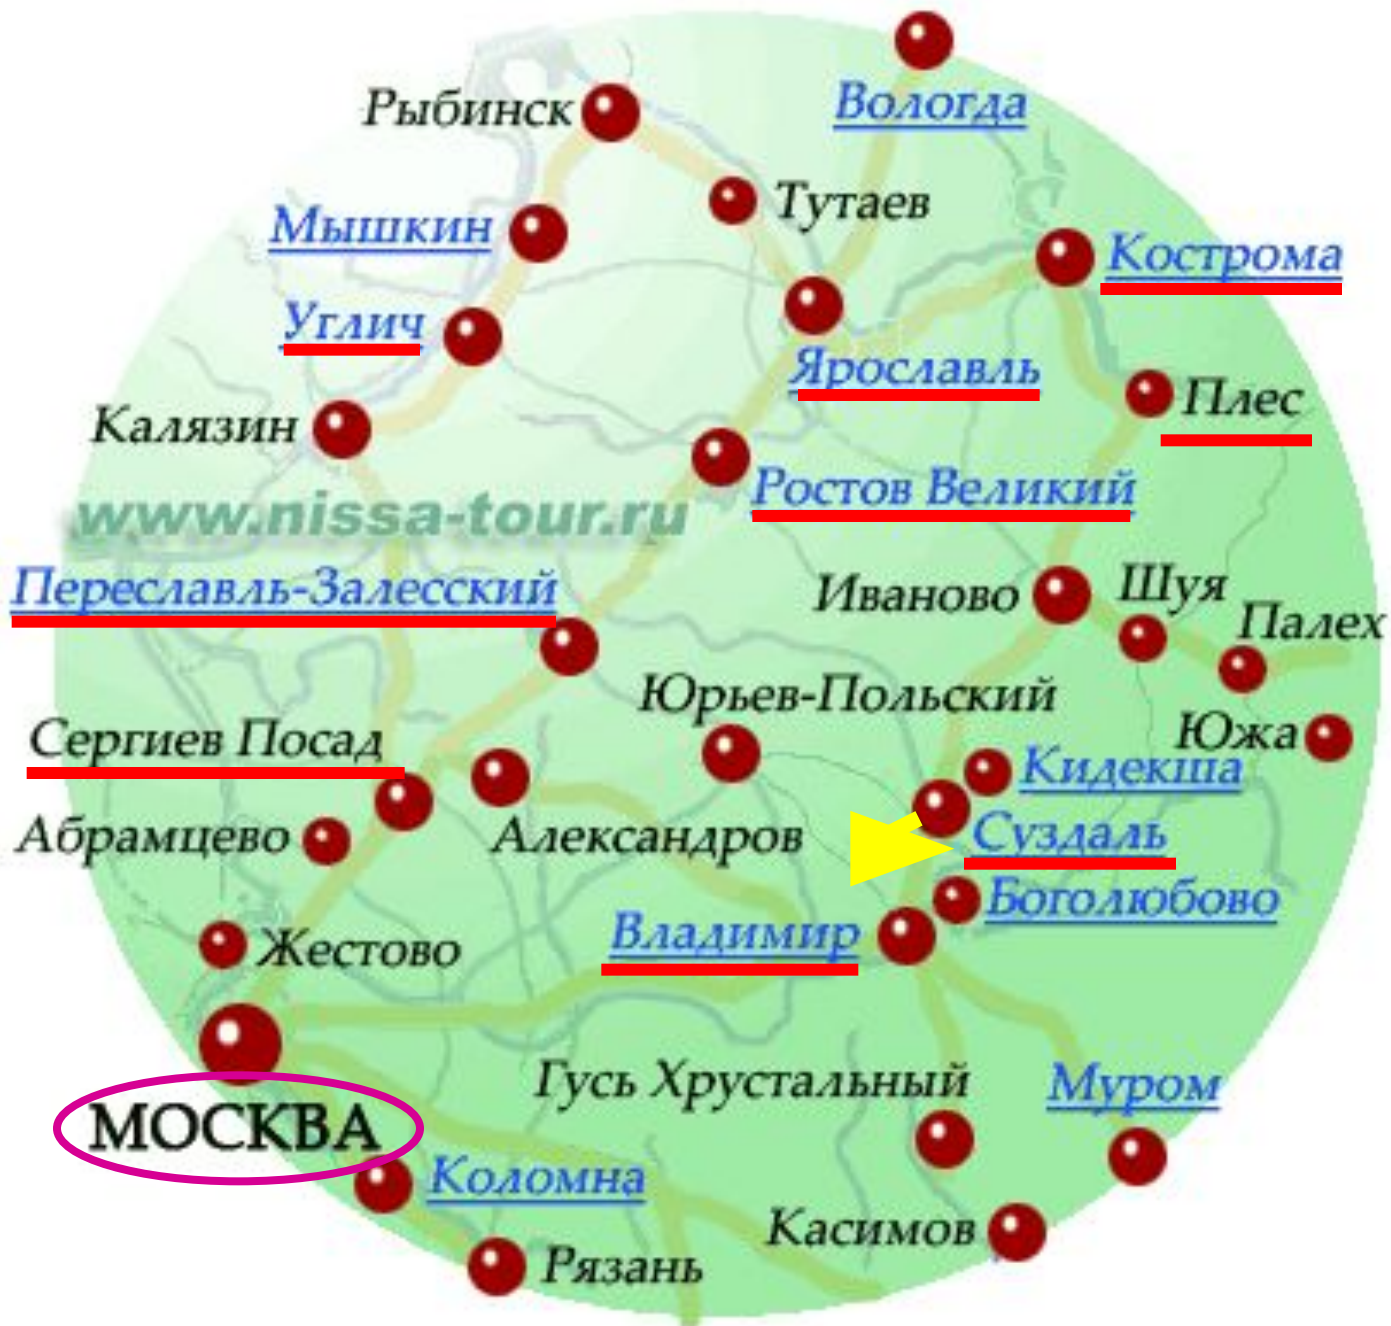 Вологда
Рыбинск
Тутаев
Мышкин
Кострома
Углич
Ярославль
Плес
Калязин
Ростов Великий
www.nissa-tour.ru
Переславль-Залесский
Иваново
Шуя
Палех
Юрьев-Польский
Сергиев Посад
Южа
Кидекша
Абрамцево
Александров
Суздаль
Боголюбово
Владимир
Жестово
Гусь Хрустальный
Муром
МОСКВА
Коломна
Касимов
Рязань